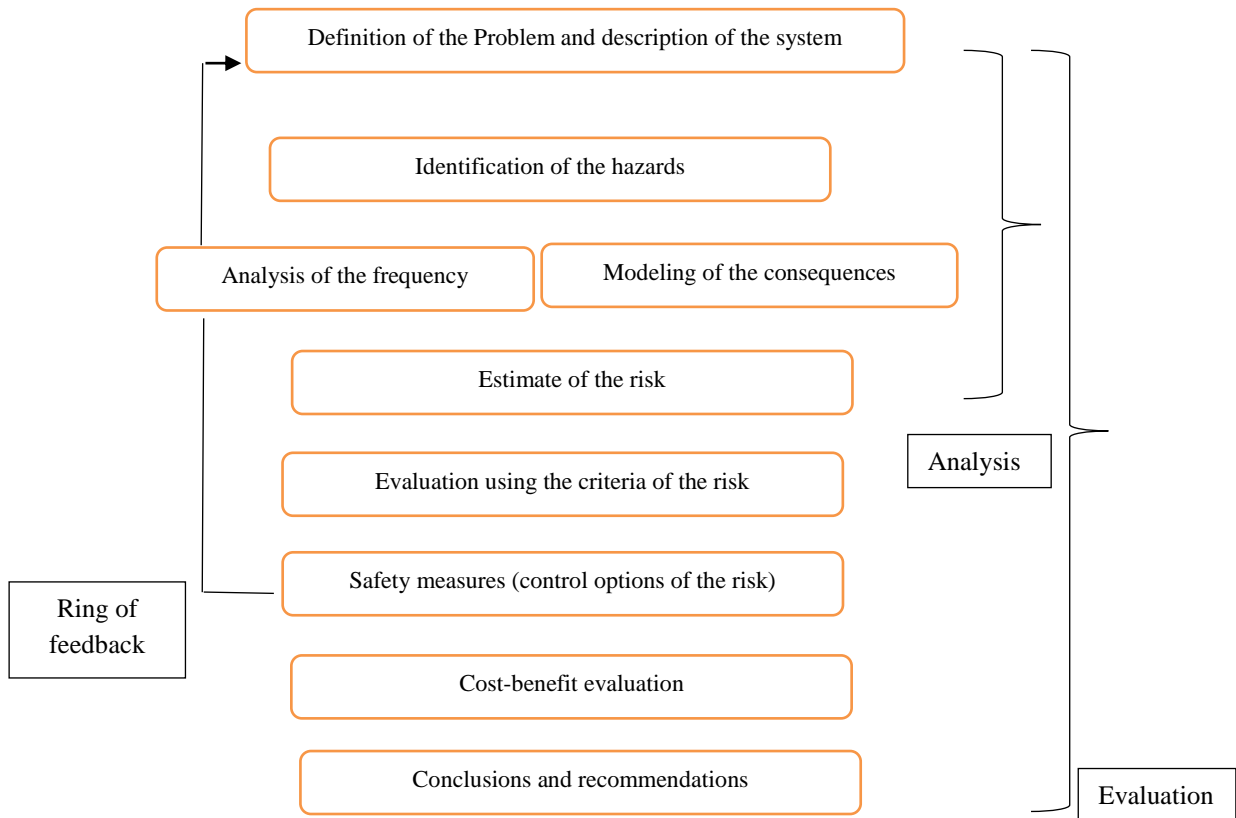 Definition of the Problem and description of the system
Identification of the hazards
Analysis of the frequency
Modeling of the consequences
Estimate of the risk
Analysis
Evaluation using the criteria of the risk
Safety measures (control options of the risk)
Ring of
feedback
Cost-benefit evaluation
Conclusions and recommendations
Evaluation